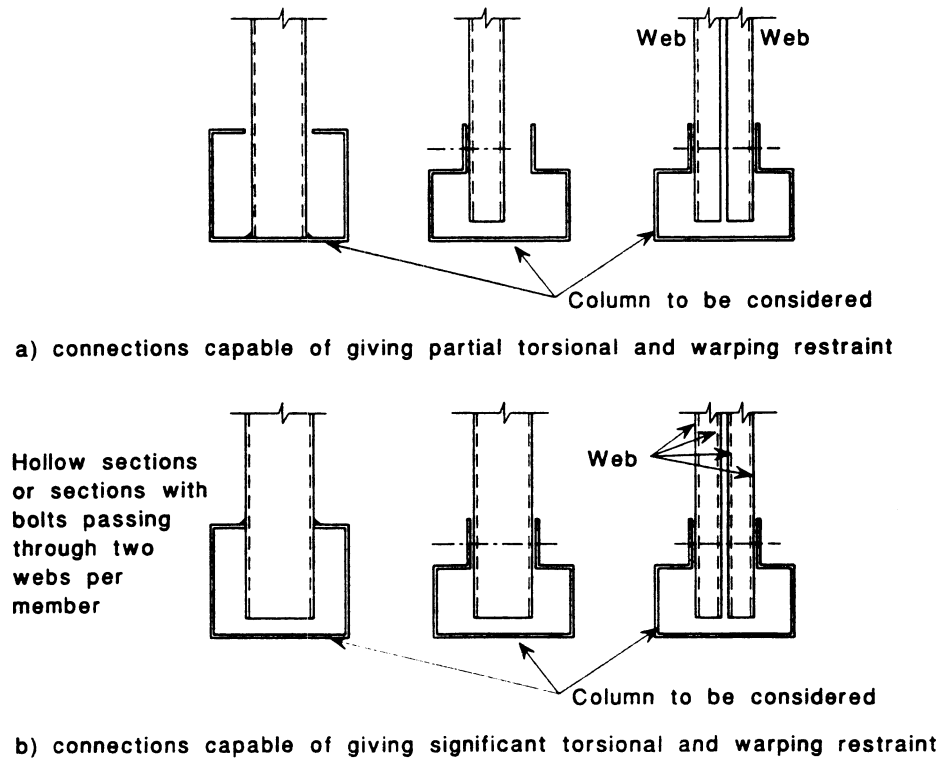 Web Web
Column to be considered
a) connections capable of giving partial torsional and warping restraint
Hollow sections
or sections with
bolts passing
through two
webs per
member
Web
Column to be considered
b) connections capable of giving significant torsional and warping restraint